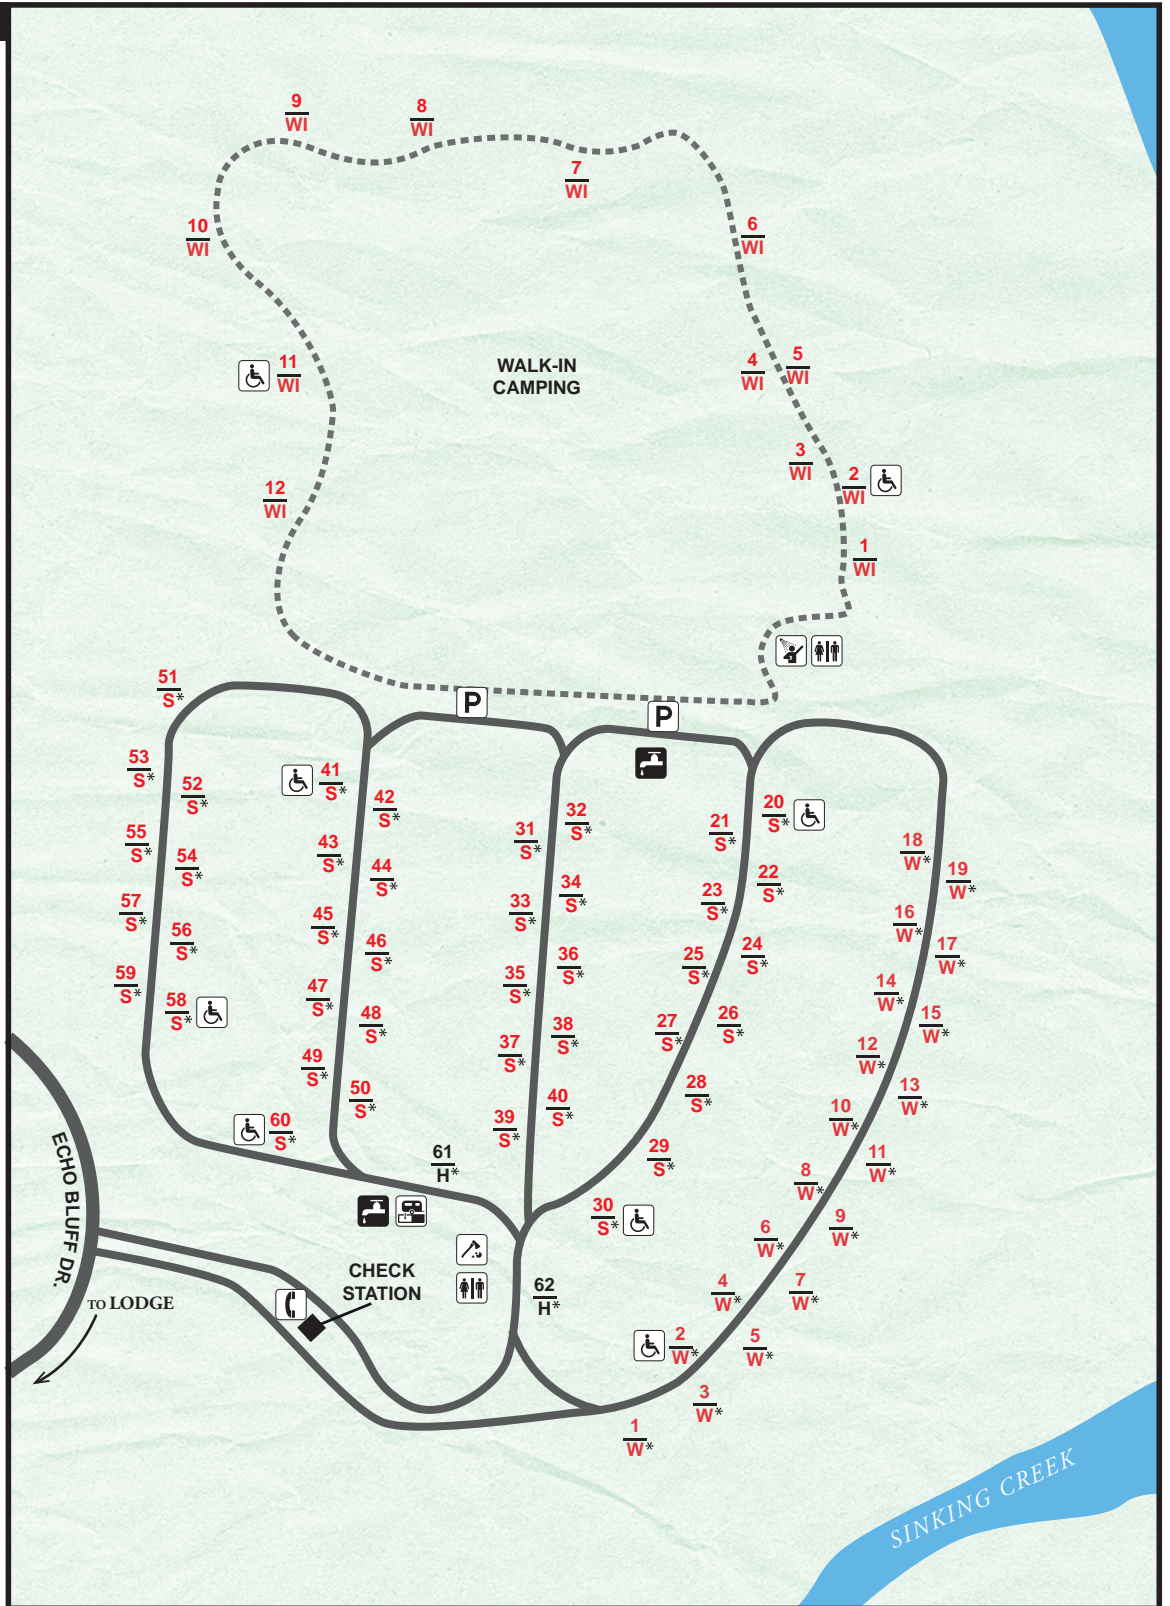 9
WI
8
WI
7
WI
10
WI
6
WI
11
WI
WALK-IN
CAMPING
4
WI
5
WI
3
WI
2
WI
12
WI
1
WI
51
S*
P
P
53
S*
52
S*
41
S*
42
S*
31
S*
32
S*
21
S*
20
S*
18
W*
19
W*
55
S*
54
S*
43
S*
44
S*
34
S*
22
S*
57
S*
56
S*
45
S*
46
S*
33
S*
36
S*
23
S*
24
S*
25
S*
16
W*
17
W*
59
S*
58
S*
47
S*
48
S*
35
S*
38
S*
27
S*
26
S*
14
W*
15
W*
49
S*
50
S*
37
S*
40
S*
28
S*
12
W*
13
W*
60
S*
39
S*
29
S*
10
W*
11
W*
61
H*
30
S*
8
W*
9
W*
6
W*
7
W*
ECHO BLUFF DR.
TO LODGE
CHECK
STATION
62
H*
4
W*
5
W*
2
W*
3
W*
1
W*
SINKING CREEK